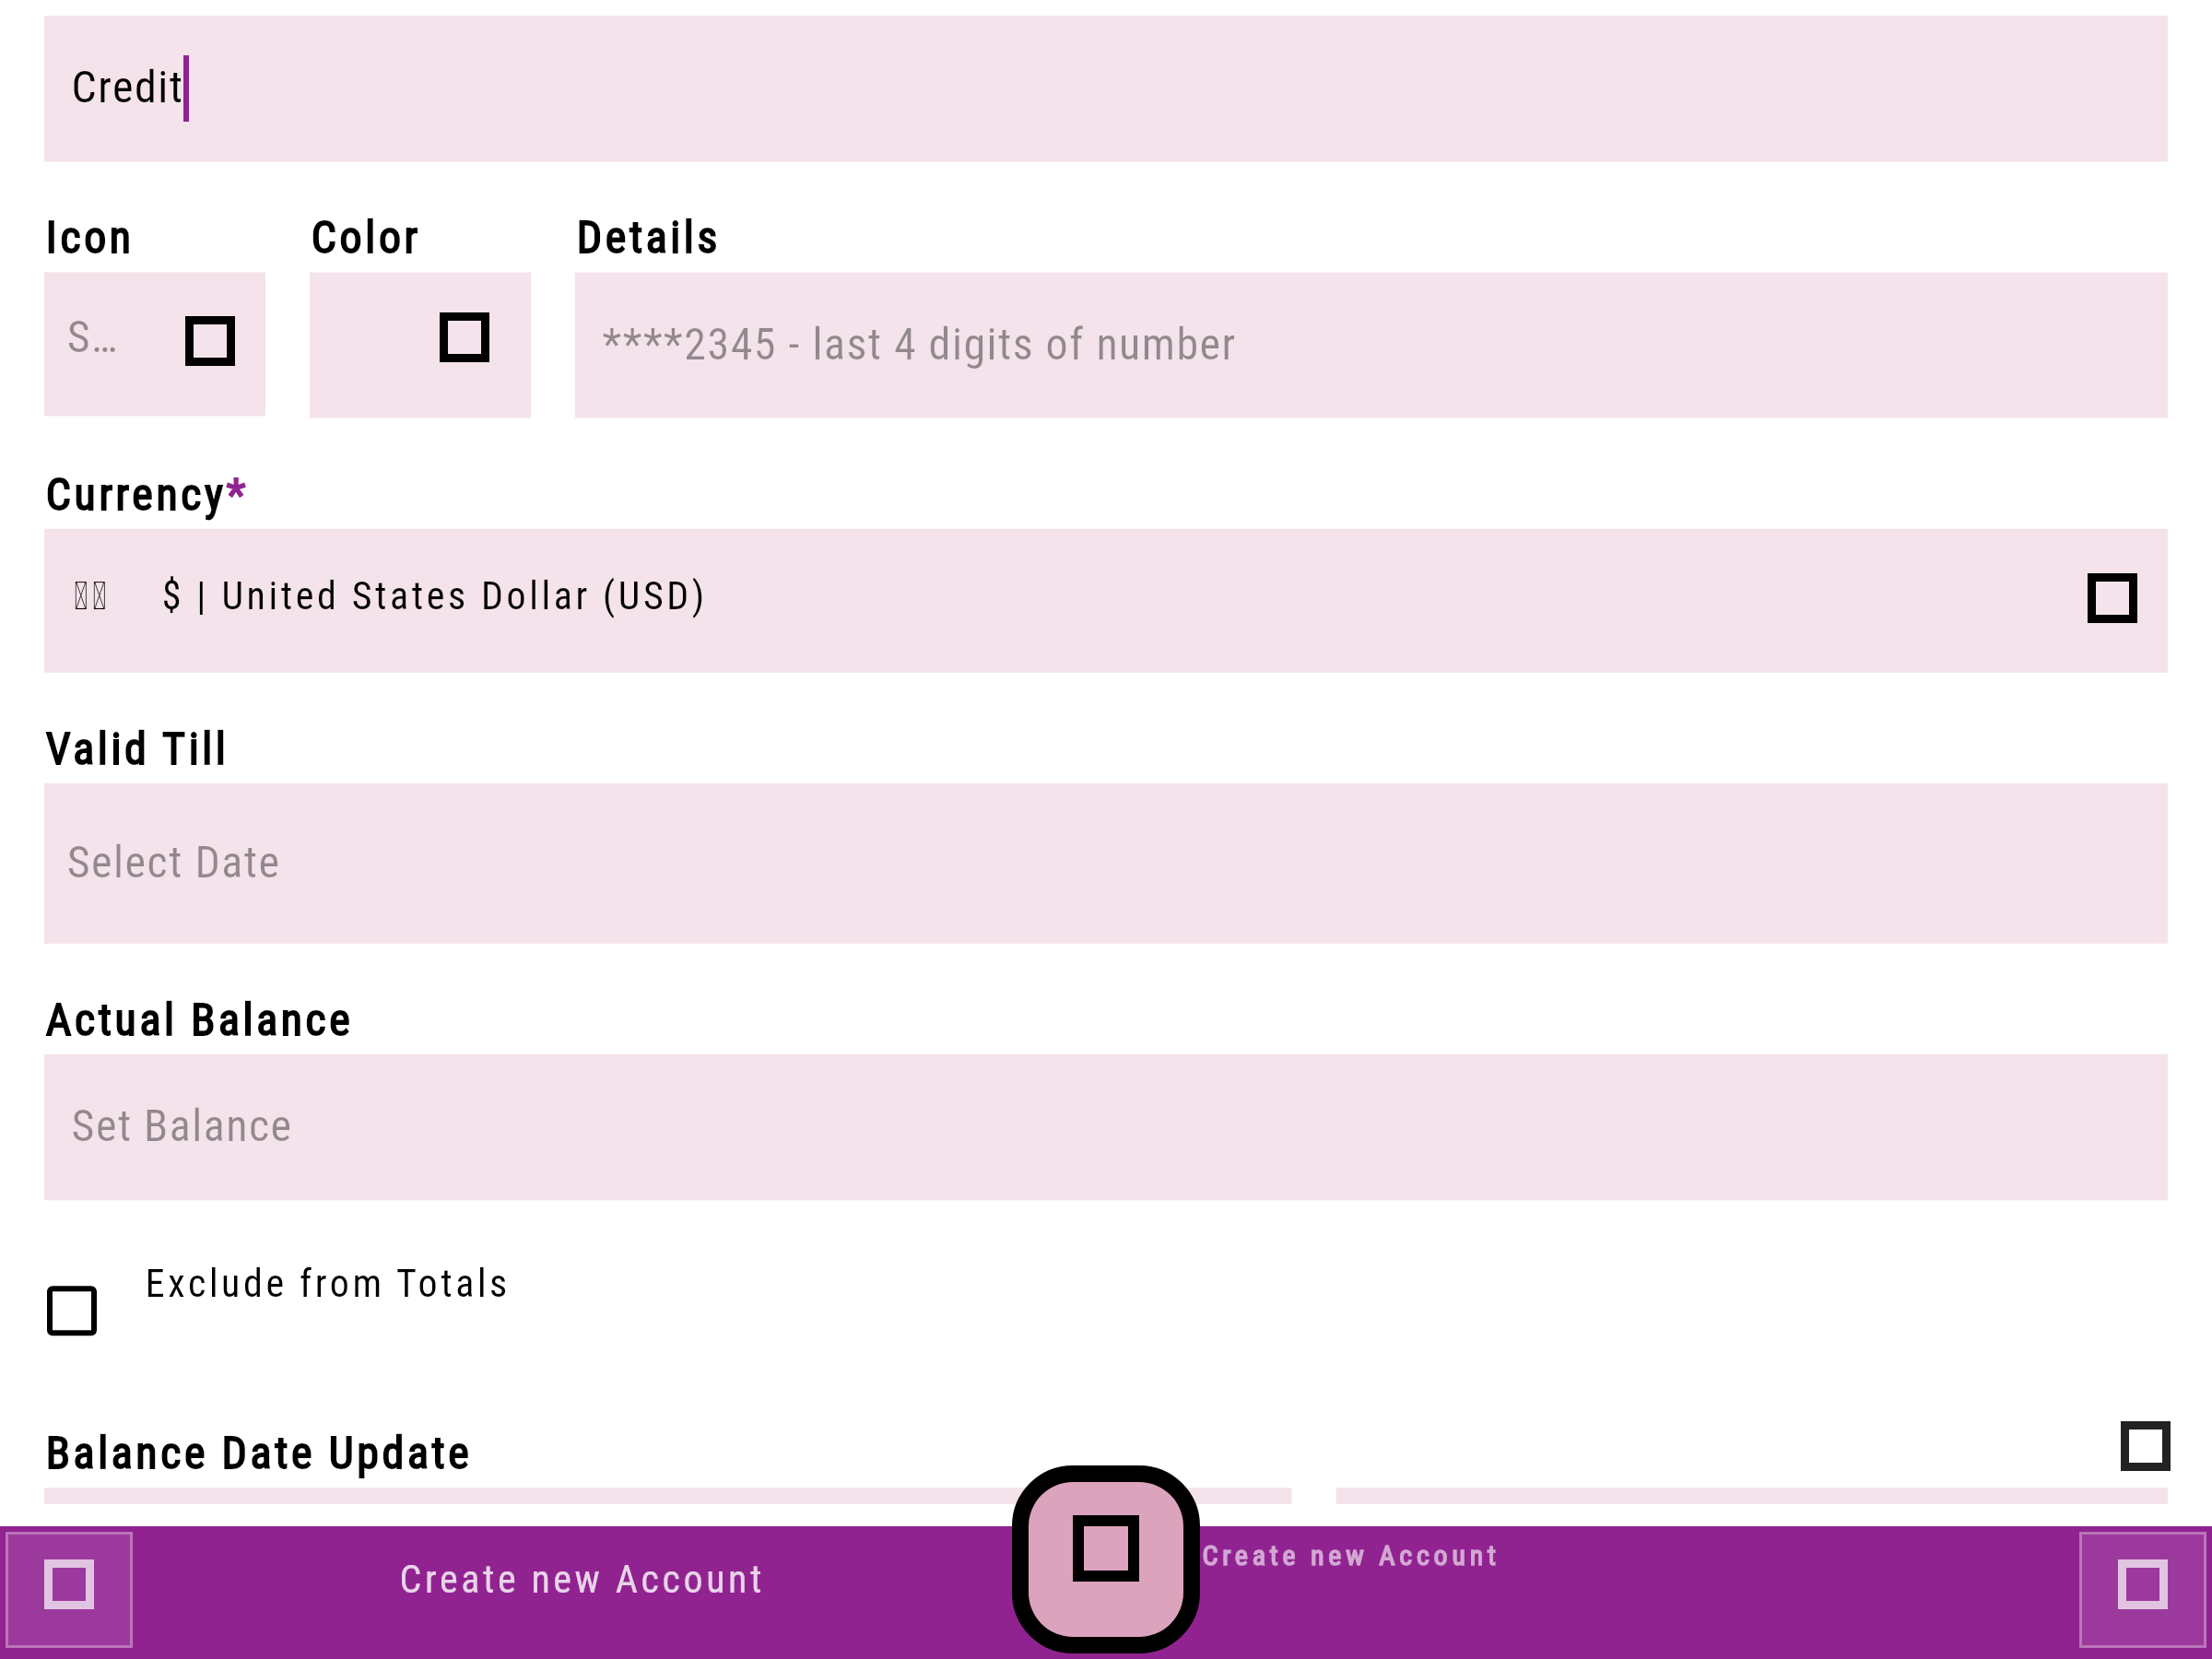 Credit
Icon Color Details
S… ****2345 - last 4 digits of number
Currency*
$ | United States Dollar (USD)
Valid Till
Select Date
Actual Balance
Set Balance
Exclude from Totals
Balance Date Update
Create new Account Create new Account